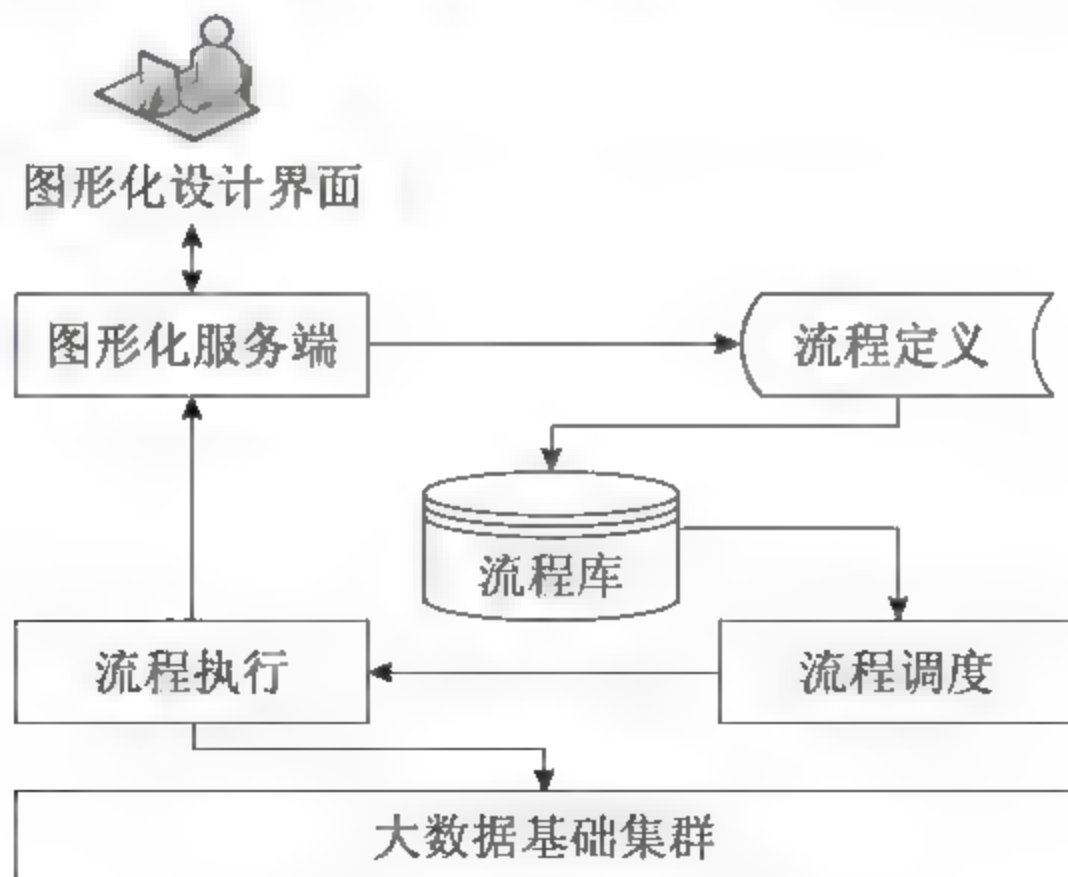 图形化设计界面
图形化服务端
流程定义
流程库
流程执行
流程调度
大数据基础集群